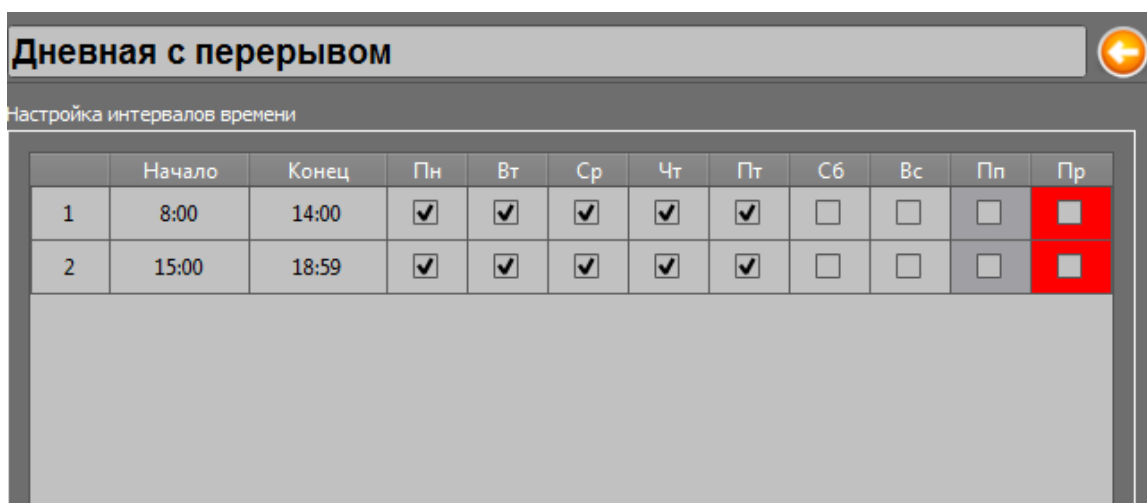 Дневная с перерывом
Настройка интервалов времени
Начало Конец Пн Вт Ср Чт Пт Сб Вс Пп Пр
1 8:00 14:00
2 15:00 18:59